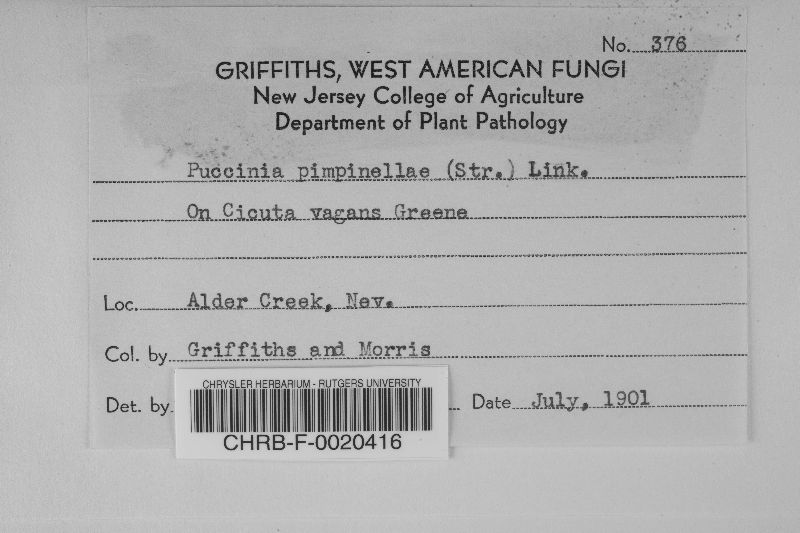 No. 376
GRIFFITHS, WEST AMERICAN FUNGI
New Jersey College of Agriculture
Department of Plant Pathology
Puccinia pimpinellae (Str.) Link.
On Cicuta vagans Greene
Loc. Alder Creek, Nev.
Col. by Griffiths and Morris
Det. by Date July, 1901
CHRYSLER HERBARIUM - RUTGERS UNIVERSITY
CHRB-F-0020416